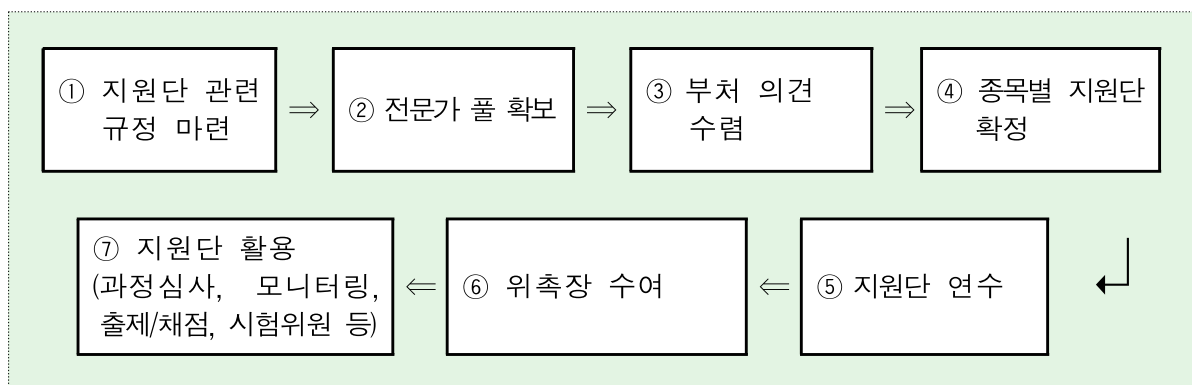 ① 지원단 관련
규정 마련
⇒
② 전문가 풀 확보
⇒
③ 부처 의견
수렴
⇒
④ 종목별 지원단
확정
⑤ 지원단 연수
⇐
⑥ 위촉장 수여
⇐
⑦ 지원단 활용
(과정심사, 모니터링,
출제/채점, 시험위원 등)